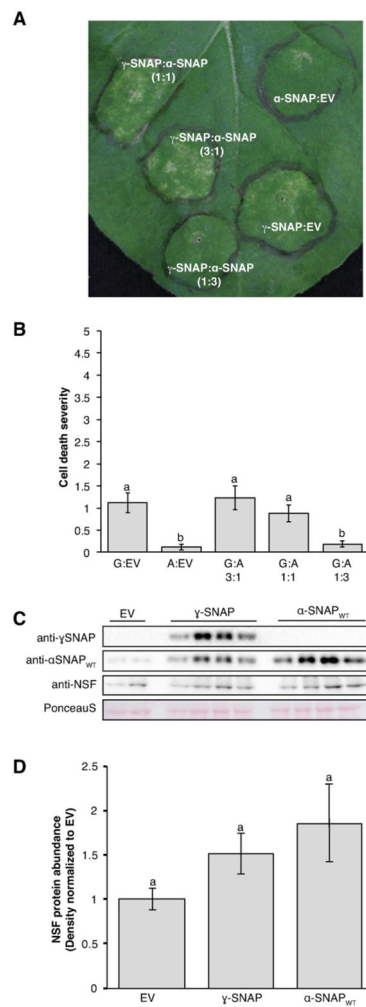 A
γ-SNAP:α-SNAP
(1:1)
α-SNAP:EV
γ-SNAP:α-SNAP
(3:1)
γ-SNAP:EV
γ-SNAP:α-SNAP
(1:3)
B
Cell death severity
5
4.5
4
3.5
3
2.5
2
1.5
1
0.5
0
a
b
a
a
b
G:EV A:EV G:A G:A G:A
3:1 1:1 1:3
C
EV γ-SNAP α-SNAPWT
anti-γSNAP
anti-αSNAPWT
anti-NSF
PonceauS
D
NSF protein abundance
(Density normalized to EV)
2.5
2
1.5
1
0.5
0
a
a
a
EV γ-SNAP α-SNAPWT